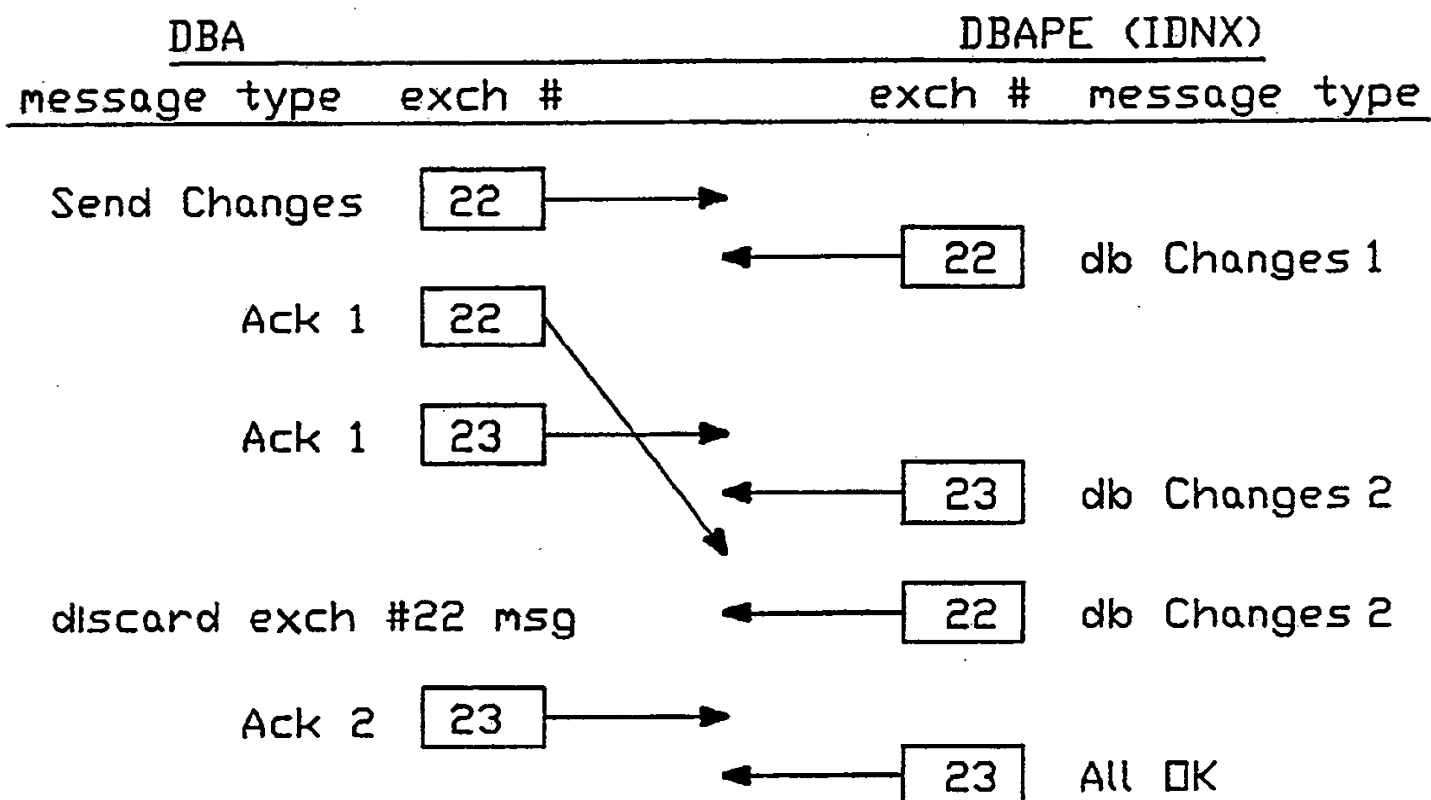 DBA DBAPE (IDNX)
message type exch # exch # message type
Send Changes 22
22 db Changes 1
Ack 1 22
Ack 1 23
23 db Changes 2
22 db Changes 2
discard exch #22 msg
Ack 2 23
23 All OK